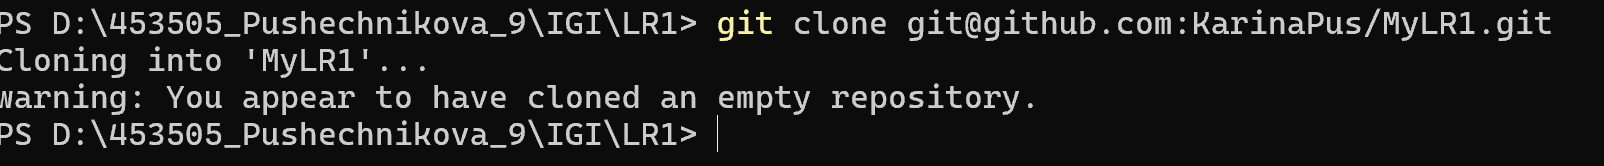 PS D:\453505_Pushechnikova_9\IGI\LR1> git clone git@github.com:KarinaPus/MyLR1.git
Cloning into 'MyLR1'...
warning: You appear to have cloned an empty repository.
PS D:\453505_Pushechnikova_9\IGI\LR1>